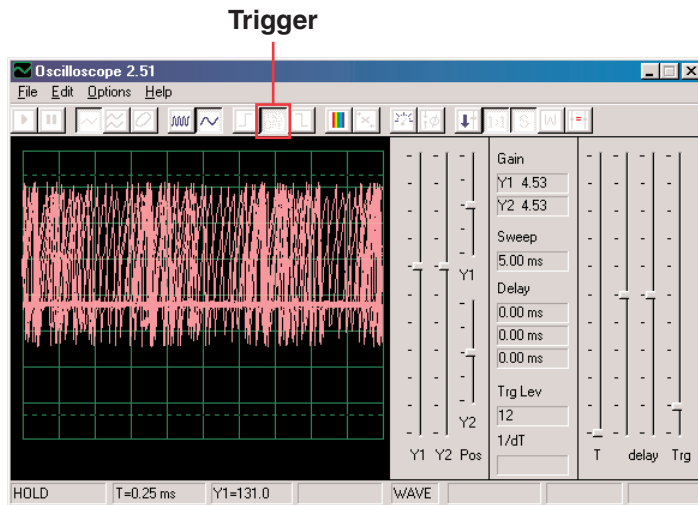 Trigger
Oscilloscope 2.51
File Edit Options Help
Gain
Y1 4.53
Y2 4.53
Sweep
5.00 ms
Delay
0.00 ms
0.00 ms
0.00 ms
Trg Lev
12
1/dT
Y1
Y2
Y1 Y2 Pos
T delay Trg
HOLD T=0.25 ms Y1=131.0 WAVE